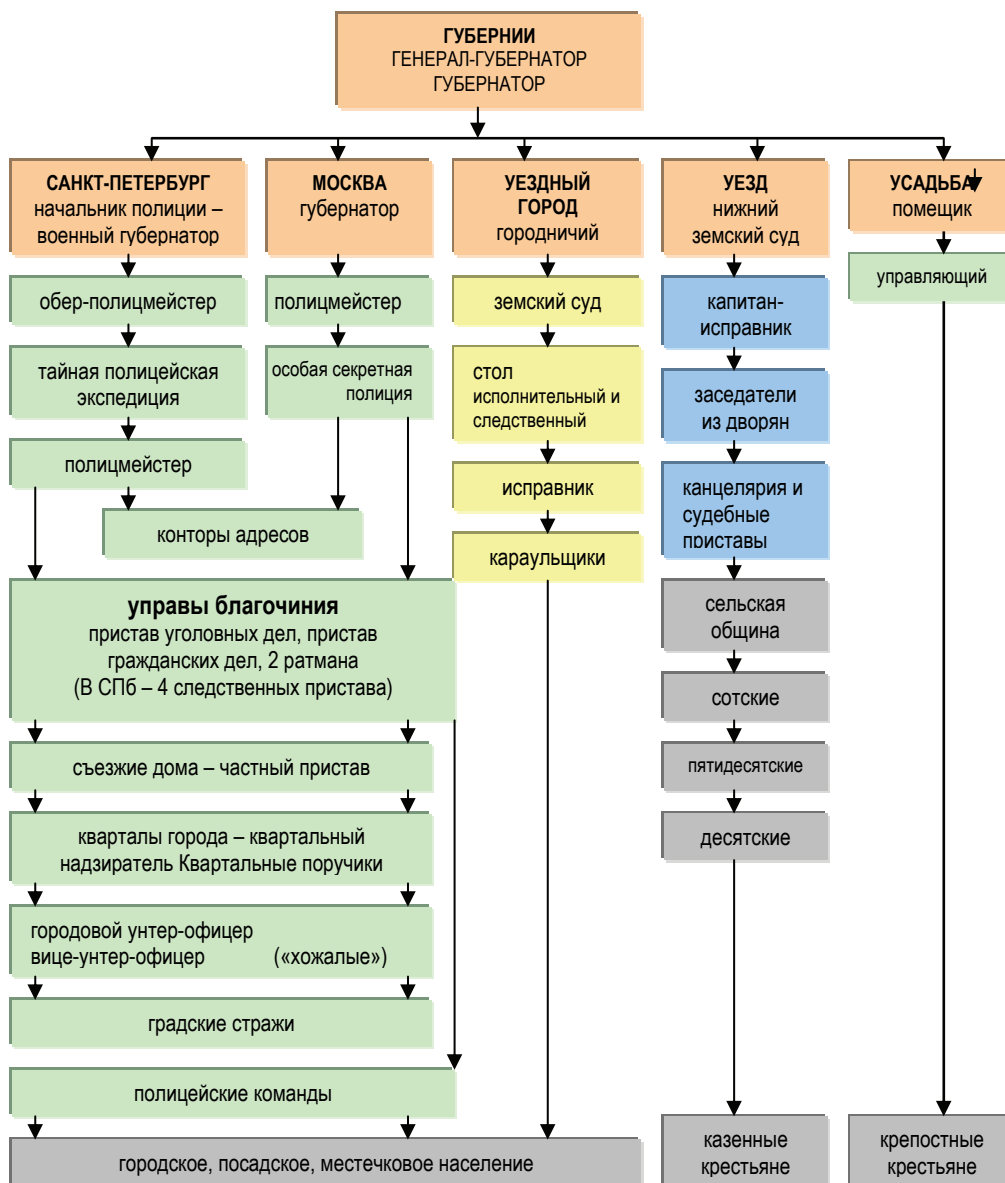 ГУБЕРНИИ
ГЕНЕРАЛ-ГУБЕРНАТОР
ГУБЕРНАТОР
САНКТ-ПЕТЕРБУРГ
начальник полиции –
военный губернатор
обер-полицмейстер
тайная полицейская
экспедиция
полицмейстер
МОСКВА
губернатор
полицмейстер
особая секретная
полиция
конторы адресов
управы благочиния
пристав уголовных дел, пристав
гражданских дел, 2 ратмана
(В СПб – 4 следственных пристава)
съезжие дома – частный пристав
кварталы города – квартальный
надзиратель Квартальные поручики
городовой унтер-офицер
вице-унтер-офицер («хожалые»)
градские стражи
полицейские команды
УЕЗДНЫЙ
ГОРОД
городничий
земский суд
стол
исполнительный и
следственный
исправник
караульщики
городское, посадское, местечковое население
УЕЗД
нижний
земский суд
капитан-
исправник
заседатели
из дворян
канцелярия и
судебные
приставы
сельская
община
сотские
пятидесятские
десятские
казенные
крестьяне
УСАДЬБА
помещик
управляющий
крепостные
крестьяне